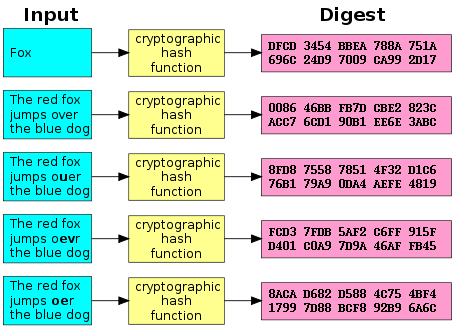 Input
Digest
Fox
cryptographic
hash
function
DFCD 3454 BBEA 788A 751A
696C 24D9 7009 CA99 2D17
The red fox
jumps over
the blue dog
cryptographic
hash
function
0086 46BB FB7D CBE2 823C
ACC7 6CD1 90B1 EE6E 3ABC
The red fox
jumps ouer
the blue dog
cryptographic
hash
function
8FD8 7558 7851 4F32 D1C6
76B1 79A9 0DA4 AEFE 4819
The red fox
jumps oevr
the blue dog
cryptographic
hash
function
FCD3 7FDB 5AF2 C6FF 915F
D401 C0A9 7D9A 46AF FB45
The red fox
jumps oer
the blue dog
cryptographic
hash
function
8ACA D682 D588 4C75 4BF4
1799 7D88 BCF8 92B9 6A6C